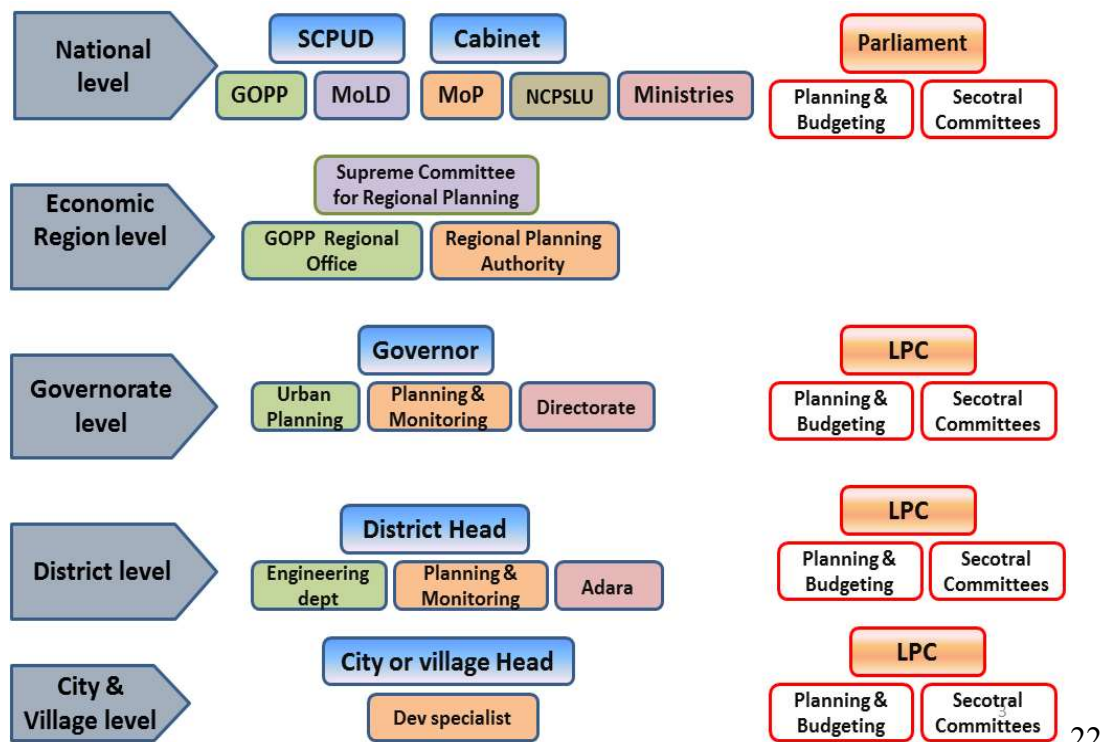 National
level
SCPUD
Cabinet
Parliament
GOPP
MoLD
MoP
NCPSLU
Ministries
Planning &
Budgeting
Secotral
Committees
Economic
Region level
Supreme Committee
for Regional Planning
GOPP Regional
Office
Regional Planning
Authority
Governorate
level
Governor
LPC
Urban
Planning
Planning &
Monitoring
Directorate
Planning &
Budgeting
Secotral
Committees
District level
District Head
LPC
Engineering
dept
Planning &
Monitoring
Adara
Planning &
Budgeting
Secotral
Committees
City &
Village level
City or village Head
LPC
Dev specialist
Planning &
Budgeting
Secotral
Committees
3
22